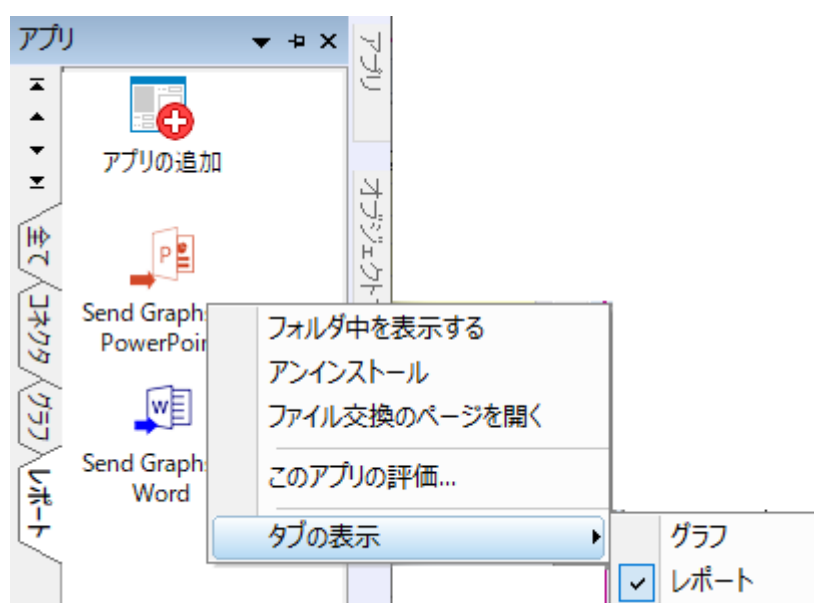 アプリ
アプリの追加
Send Graphs
PowerPoin
Send Graphs
Word
全て
コネクタ
グラフ
レポート
アプリ
オブジェクト
フォルダ中を表示する
アンインストール
ファイル交換のページを開く
このアプリの評価...
タブの表示
グラフ
レポート